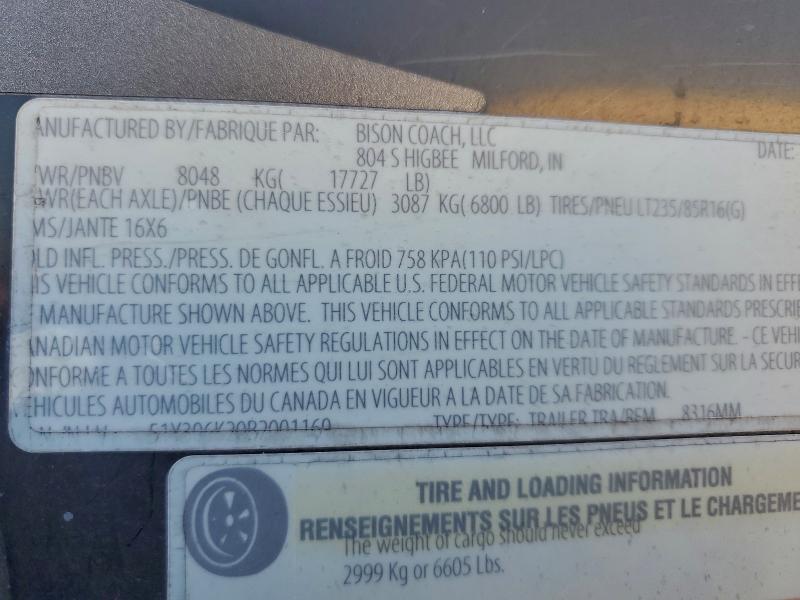 ANUFACTURED BY/FABRIQUE PAR: BISON COACH, LLC
804 S HIGBEE MILFORD, IN DATE:
WR/PNBV 8048 KG( 17727 LB)
WR(EACH AXLE)/PNBE (CHAQUE ESSIEU) 3087 KG( 6800 LB) TIRES/PNEU LT235/85R16(G)
MS/JANTE 16X6
LD INFL. PRESS./PRESS. DE GONFL. A FROID 758 KPA(110 PSI/LPC)
IS VEHICLE CONFORMS TO ALL APPLICABLE U.S. FEDERAL MOTOR VEHICLE SAFETY STANDARDS IN EFFE
MANUFACTURE SHOWN ABOVE. THIS VEHICLE CONFORMS TO ALL APPLICABLE STANDARDS PRESCRIE
ANADIAN MOTOR VEHICLE SAFETY REGULATIONS IN EFFECT ON THE DATE OF MANUFACTURE. - CE VEH
ONFORME A TOUTES LES NORMES QUI LUI SONT APPLICABLES EN VERTU DU REGLEMENT SUR LA SECUR
EHICULES AUTOMOBILES DU CANADA EN VIGUEUR A LA DATE DE SA FABRICATION.
TYPE/TYPE: TRAILER TRA/REM 8316MM
TIRE AND LOADING INFORMATION
RENSEIGNEMENTS SUR LES PNEUS ET LE CHARGEME
The weight of cargo should never exceed
2999 Kg or 6605 Lbs.